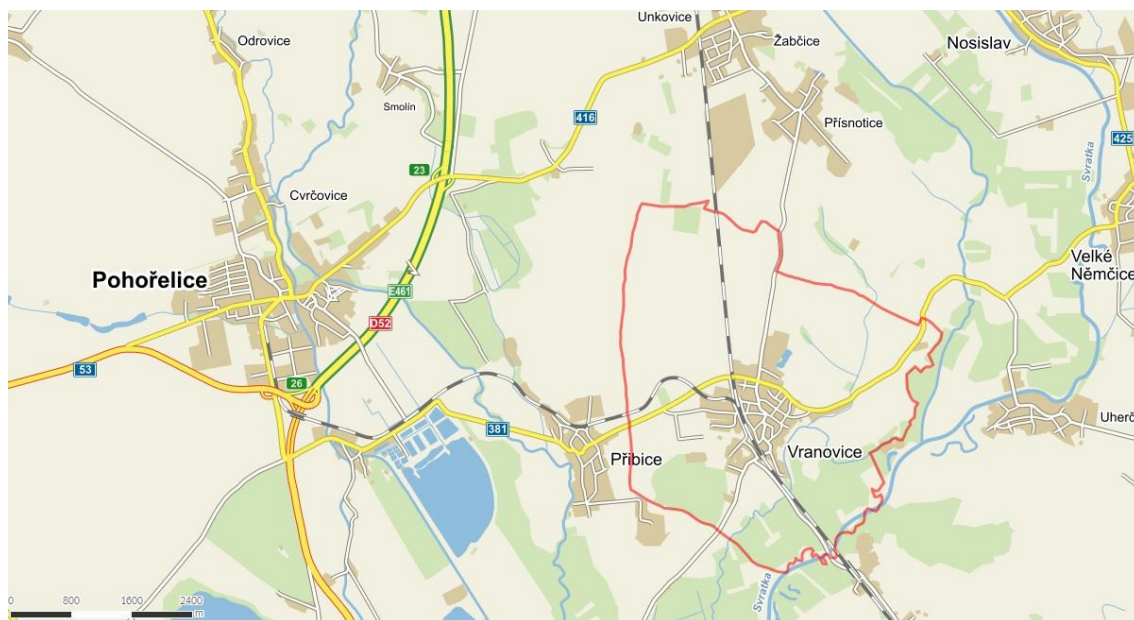 Unkovice
Odrovice
Žabčice
Nosislav
Smolín
416
Přísnotice
425
Svratka
23
Cvrčovice
Velké
Němčice
Pohořelice
E461
D52
53
26
381
Přibice
Vranovice
Uherč
Svratka
0 800 1600 2400
m